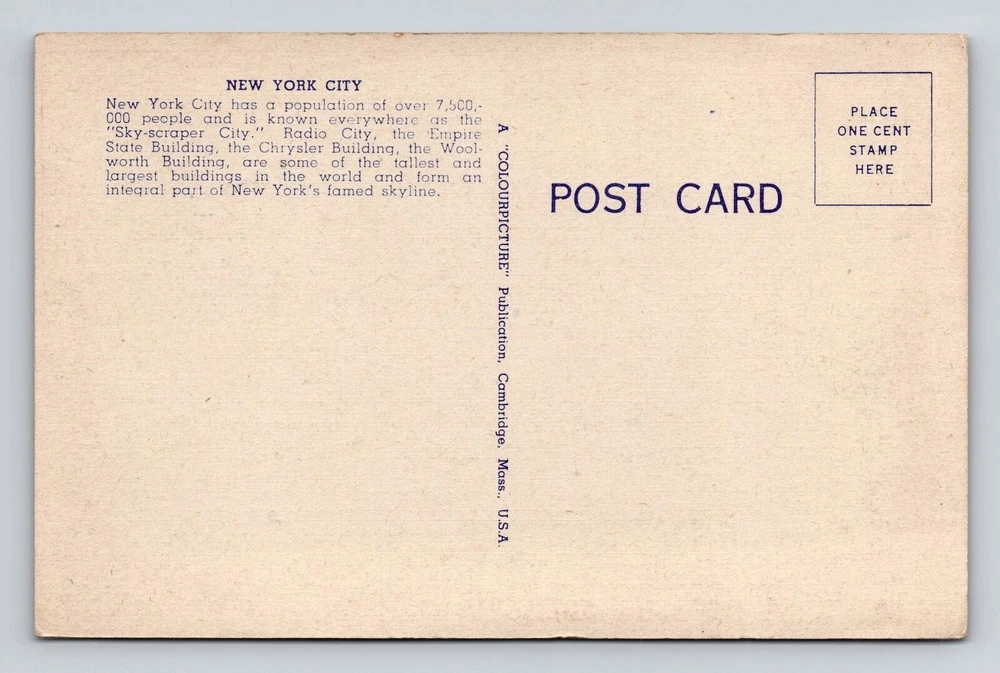 NEW YORK CITY
New York City has a population of over 7,500,-
000 people and is known everywhere as the
"Sky-scraper City." Radio City, the Empire
State Building, the Chrysler Building, the Wool-
worth Building, are some of the tallest and
largest buildings in the world and form an
integral part of New York's famed skyline.
A "COLOURPICTURE" Publication, Cambridge, Mass., U.S.A.
POST CARD
PLACE
ONE CENT
STAMP
HERE